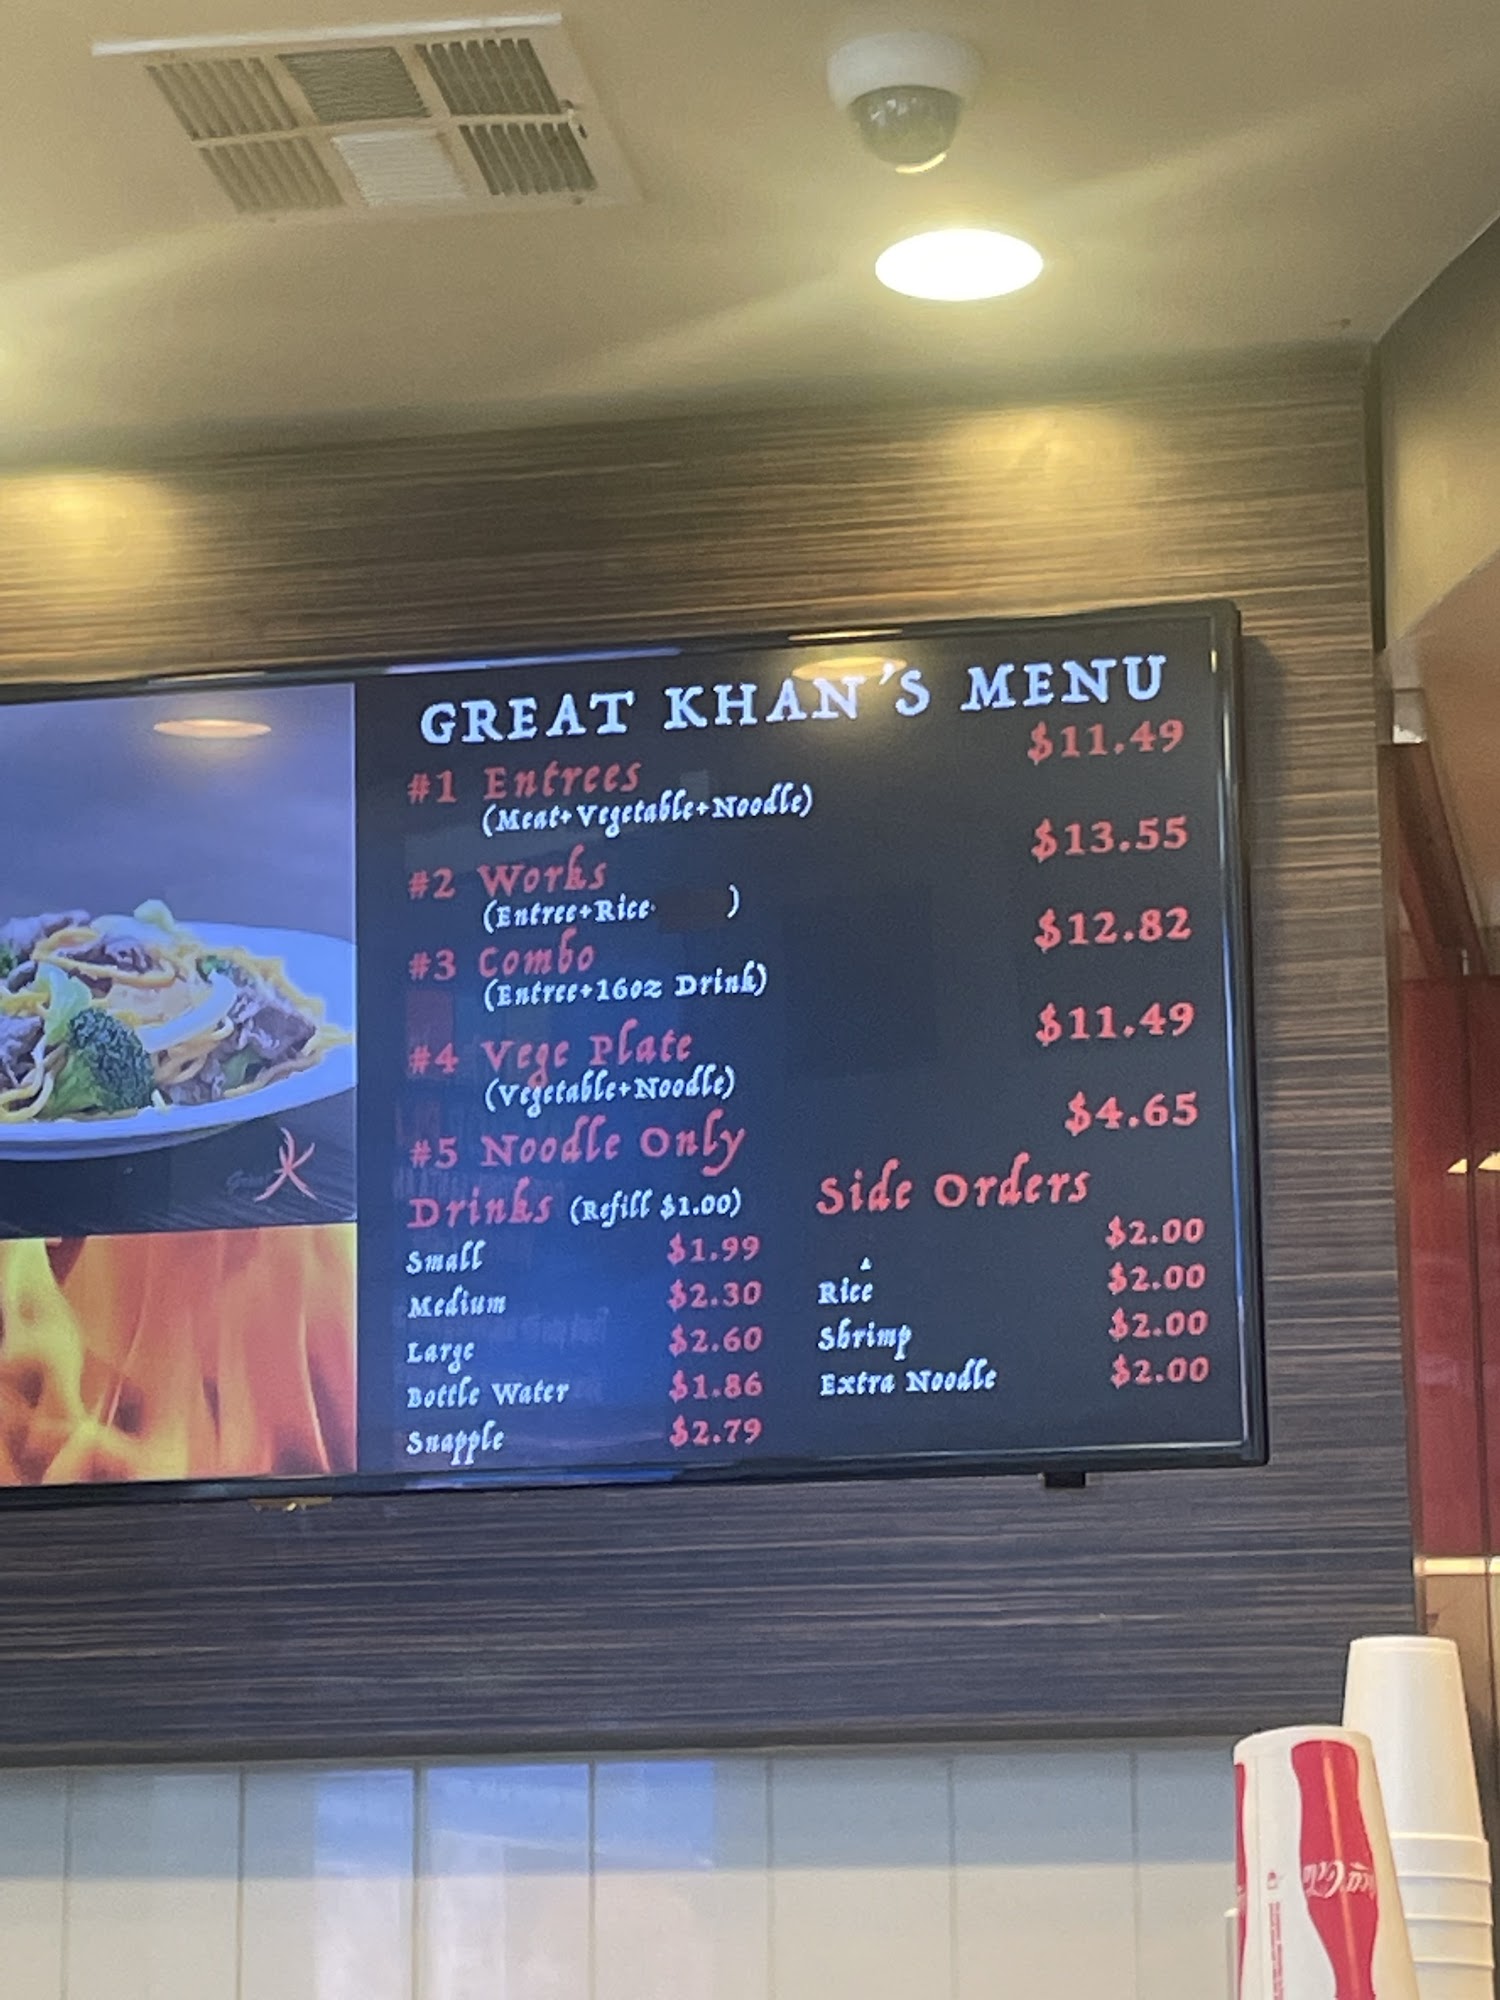 GREAT KHAN'S MENU
#1 Entrees $11.49
(Meat+Vegetable+Noodle)
#2 Works $13.55
(Entree+Rice )
#3 Combo $12.82
(Entree+16oz Drink)
#4 Vege Plate $11.49
(Vegetable+Noodle)
#5 Noodle Only $4.65
Drinks (Refill $1.00)
Small $1.99
Medium $2.30
Large $2.60
Bottle Water $1.86
Snapple $2.79
Side Orders
$2.00
Rice $2.00
Shrimp $2.00
Extra Noodle $2.00